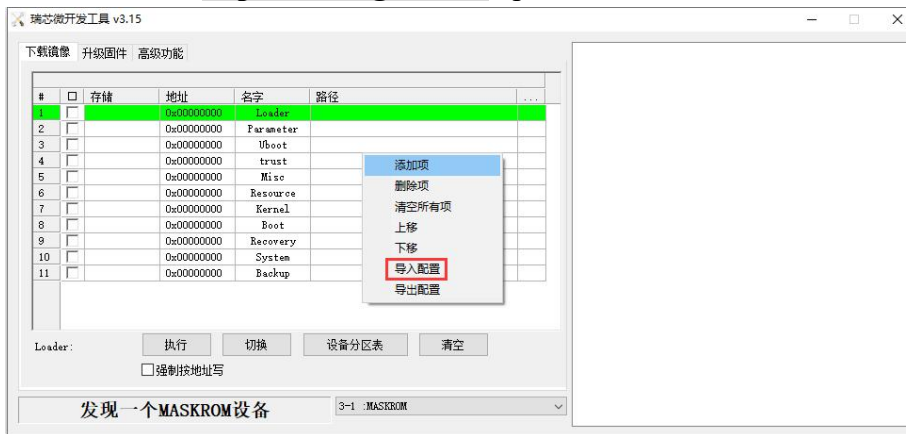 瑞芯微开发工具 v3.15
下载镜像 升级固件 高级功能
# 存储 地址 名字 路径 ...
1 0x00000000 Loader
2 0x00000000 Parameter
3 0x00000000 Uboot
4 0x00000000 trust
5 0x00000000 Misc
6 0x00000000 Resource
7 0x00000000 Kernel
8 0x00000000 Boot
9 0x00000000 Recovery
10 0x00000000 System
11 0x00000000 Backup
添加项
删除项
清空所有项
上移
下移
导入配置
导出配置
Loader: 执行 切换 设备分区表 清空
强制按地址写
发现一个MASKROM设备 3-1 :MASKROM